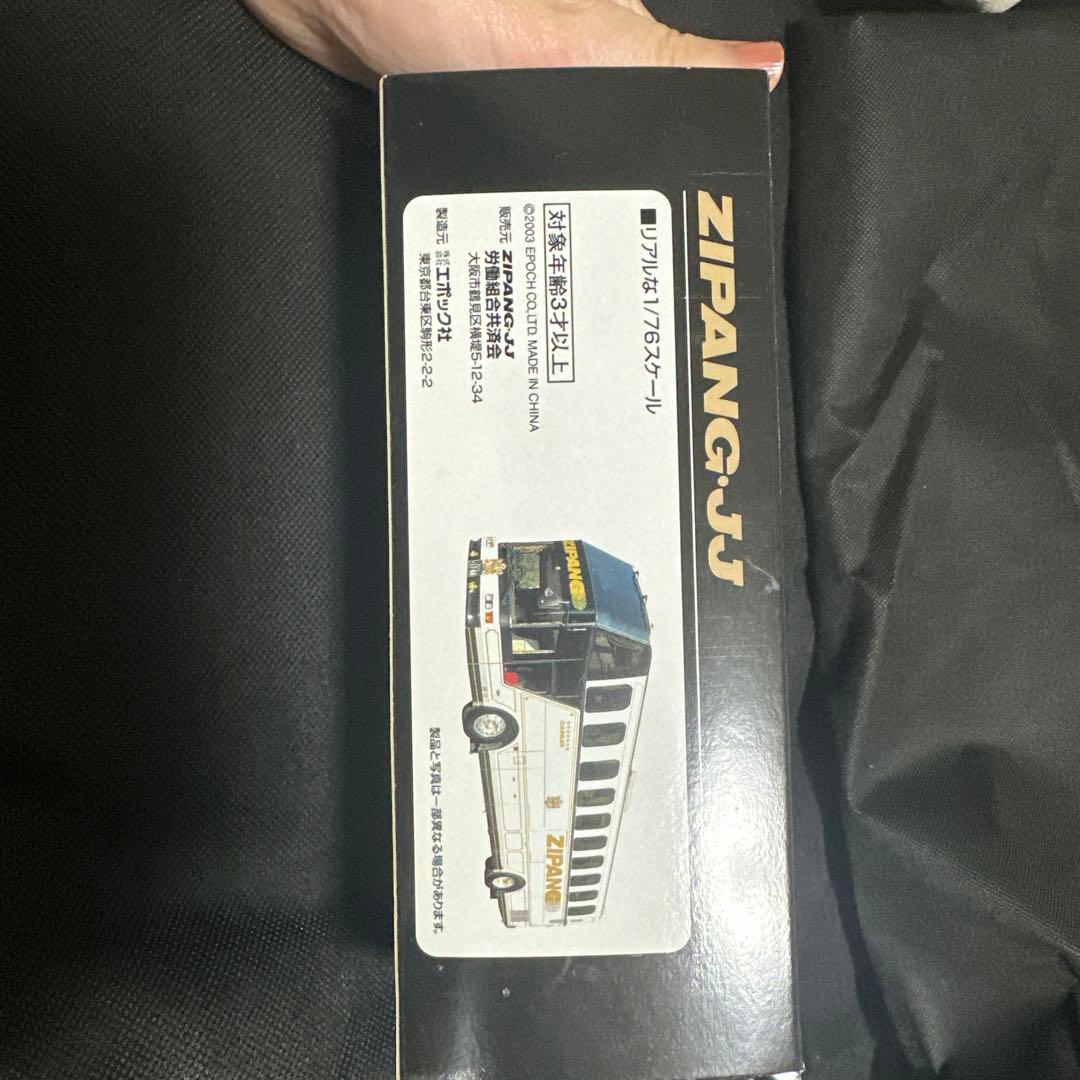 ZIPANG·JJ
■リアルな1/76スケール
対象年齢3才以上
©2003 EPOCH CO.,LTD. MADE IN CHINA
販売元 ZIPANG·JJ
労働組合共済会
大阪市鶴見区横堤5-12-34
製造元 株式会社 エポック社
東京都台東区駒形2-2-2
ZIPANG
ZIPANG
製品と写真は一部異なる場合があります。